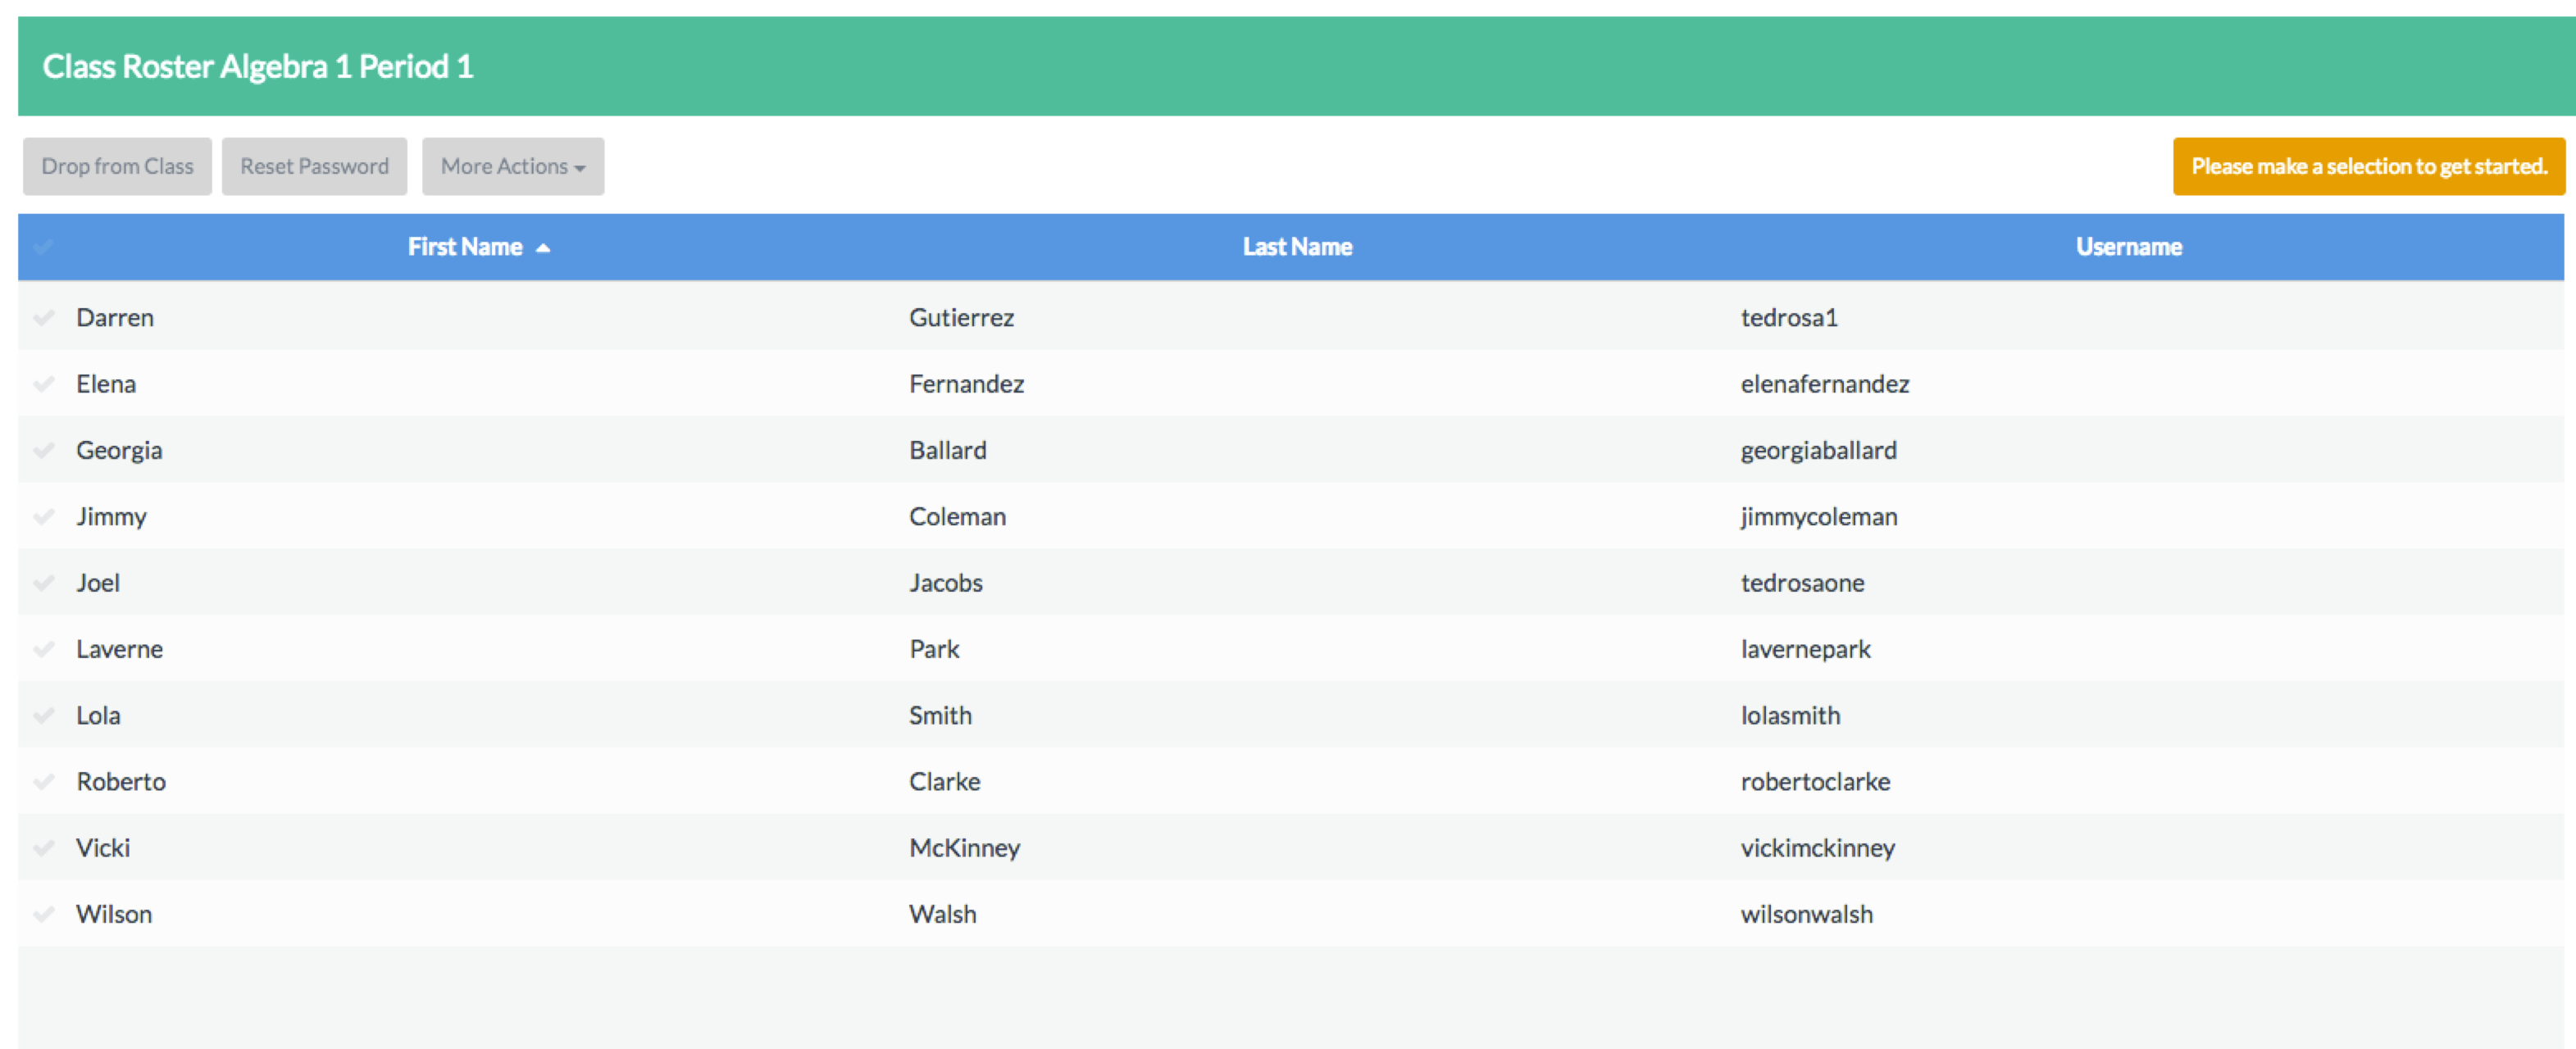 Class Roster Algebra 1 Period 1
Drop from Class Reset Password More Actions Please make a selection to get started.
First Name Last Name Username
Darren Gutierrez tedrosa1
Elena Fernandez elenafernandez
Georgia Ballard georgiaballard
Jimmy Coleman jimmycoleman
Joel Jacobs tedrosaone
Laverne Park lavernepark
Lola Smith lolasmith
Roberto Clarke robertoclarke
Vicki McKinney vickimckinney
Wilson Walsh wilsonwalsh